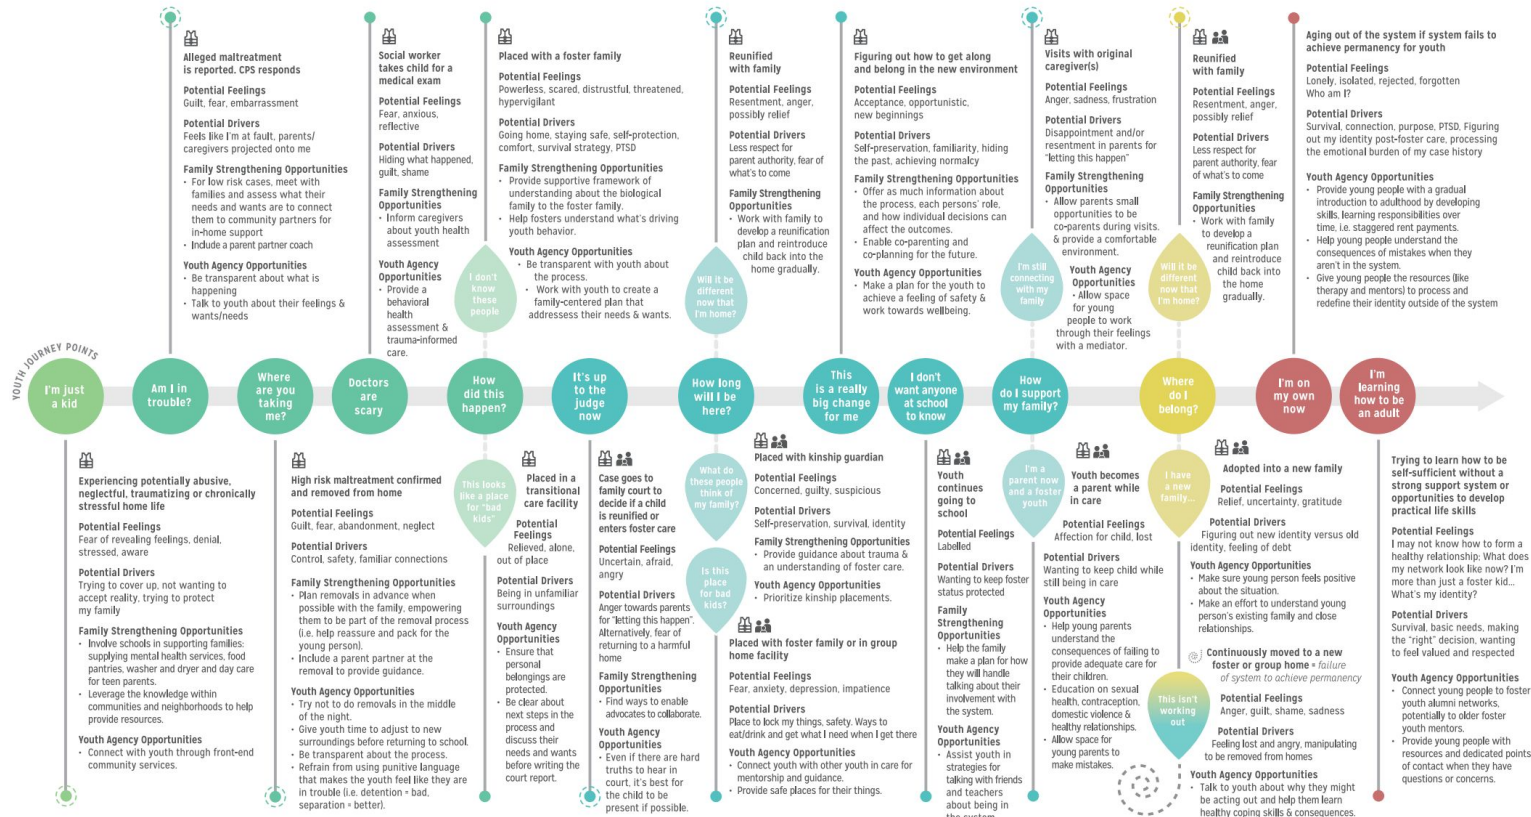 Alleged maltreatment
is reported. CPS responds
Potential Feelings
Guilt, fear, embarrassment
Potential Drivers
Feels like I'm at fault, parents/
caregivers projected onto me
Family Strengthening Opportunities
• For low risk cases, meet with
families and assess what their
needs and wants are to connect
them to community partners for
in-home support
• Include a parent partner coach
Youth Agency Opportunities
• Be transparent about what is
happening
• Talk to youth about their feelings &
wants/needs
Social worker
takes child for a
medical exam
Potential Feelings
Fear, anxious,
reflective
Potential Drivers
Hiding what happened,
guilt, shame
Family Strengthening
Opportunities
• Inform caregivers
about youth health
assessment
Youth Agency
Opportunities
• Provide a
behavioral
health
assessment &
trauma-informed
care.
Placed with a foster family
Potential Feelings
Powerless, scared, distrustful, threatened,
hypervigilant
Potential Drivers
Going home, staying safe, self-protection,
comfort, survival strategy, PTSD
Family Strengthening Opportunities
• Provide supportive framework of
understanding about the biological
family to the foster family.
• Help fosters understand what's driving
youth behavior.
Youth Agency Opportunities
• Be transparent with youth about
the process.
• Work with youth to create a
family-centered plan that
addressess their needs & wants.
I don't
know
these
people
Reunified
with family
Potential Feelings
Resentment, anger,
possibly relief
Potential Drivers
Less respect for
parent authority, fear of
what's to come
Family Strengthening
Opportunities
• Work with family to
develop a reunification
plan and reintroduce
child back into the
home gradually.
Will it be
different
now that
I'm home?
Figuring out how to get along
and belong in the new environment
Potential Feelings
Acceptance, opportunistic,
new beginnings
Potential Drivers
Self-preservation, familiarity, hiding
the past, achieving normalcy
Family Strengthening Opportunities
• Offer as much information about
the process, each persons' role,
and how individual decisions can
affect the outcomes.
• Enable co-parenting and
co-planning for the future.
Youth Agency Opportunities
• Make a plan for the youth to
achieve a feeling of safety &
work towards wellbeing.
Visits with original
caregiver(s)
Potential Feelings
Anger, sadness, frustration
Potential Drivers
Disappointment and/or
resentment in parents for
"letting this happen"
Family Strengthening
Opportunities
• Allow parents small
opportunities to be
co-parents during visits.
& provide a comfortable
environment.
Youth Agency
Opportunities
• Allow space
for young
people to work
through their feelings
with a mediator.
I'm still
connecting
with my
family
Reunified
with family
Potential Feelings
Resentment, anger,
possibly relief
Potential Drivers
Less respect for
parent authority, fear
of what's to come
Family Strengthening
Opportunities
• Work with family
to develop a
reunification plan
and reintroduce
child back into
the home
gradually.
Will it be
different
now that
I'm home?
Aging out of the system if system fails to
achieve permanency for youth
Potential Feelings
Lonely, isolated, rejected, forgotten
Who am I?
Potential Drivers
Survival, connection, purpose, PTSD, Figuring
out my identity post-foster care, processing
the emotional burden of my case history
Youth Agency Opportunities
• Provide young people with a gradual
introduction to adulthood by developing
skills, learning responsibilities over
time, i.e. staggered rent payments.
• Help young people understand the
consequences of mistakes when they
aren't in the system.
• Give young people the resources (like
therapy and mentors) to process and
redefine their identity outside of the system
YOUTH JOURNEY POINTS
I'm just
a kid
Am I in
trouble?
Where
are you
taking
me?
Doctors
are
scary
How
did this
happen?
It's up
to the
judge
now
How long
will I be
here?
This
is a really
big change
for me
I don't
want anyone
at school
to know
How
do I support
my family?
Where
do I
belong?
I'm on
my own
now
I'm
learning
how to be
an adult
Experiencing potentially abusive,
neglectful, traumatizing or chronically
stressful home life
Potential Feelings
Fear of revealing feelings, denial,
stressed, aware
Potential Drivers
Trying to cover up, not wanting to
accept reality, trying to protect
my family
Family Strengthening Opportunities
• Involve schools in supporting families:
supplying mental health services, food
pantries, washer and dryer and day care
for teen parents.
• Leverage the knowledge within
communities and neighborhoods to help
provide resources.
Youth Agency Opportunities
• Connect with youth through front-end
community services.
High risk maltreatment confirmed
and removed from home
Potential Feelings
Guilt, fear, abandonment, neglect
Potential Drivers
Control, safety, familiar connections
Family Strengthening Opportunities
• Plan removals in advance when
possible with the family, empowering
them to be part of the removal process
(i.e. help reassure and pack for the
young person).
• Include a parent partner at the
removal to provide guidance.
Youth Agency Opportunities
• Try not to do removals in the middle
of the night.
• Give youth time to adjust to new
surroundings before returning to school.
• Be transparent about the process.
• Refrain from using punitive language
that makes the youth feel like they are
in trouble (i.e. detention = bad,
separation = better).
This looks
like a place
for "bad
kids"
Placed in a
transitional
care facility
Potential
Feelings
Relieved, alone,
out of place
Potential Drivers
Being in unfamiliar
surroundings
Youth Agency
Opportunities
• Ensure that
personal
belongings are
protected.
• Be clear about
next steps in the
process and
discuss their
needs and wants
before writing the
court report.
Case goes to
family court to
decide if a child
is reunified or
enters foster care
Potential Feelings
Uncertain, afraid,
angry
Potential Drivers
Anger towards parents
for "letting this happen".
Alternatively, fear of
returning to a harmful
home
Family Strengthening
Opportunities
• Find ways to enable
advocates to collaborate.
Youth Agency
Opportunities
• Even if there are hard
truths to hear in
court, it's best for
the child to be
present if possible.
What do
these people
think of
my family?
Placed with kinship guardian
Potential Feelings
Concerned, guilty, suspicious
Potential Drivers
Self-preservation, survival, identity
Family Strengthening Opportunities
• Provide guidance about trauma &
an understanding of foster care.
Youth Agency Opportunities
• Prioritize kinship placements.
Is this
place
for bad
kids?
Placed with foster family or in group
home facility
Potential Feelings
Fear, anxiety, depression, impatience
Potential Drivers
Place to lock my things, safety. Ways to
eat/drink and get what I need when I get there
Youth Agency Opportunities
• Connect youth with other youth in care for
mentorship and guidance.
• Provide safe places for their things.
Youth
continues
going to
school
Potential Feelings
Labelled
Potential Drivers
Wanting to keep foster
status protected
Family
Strengthening
Opportunities
• Help the family
make a plan for how
they will handle
talking about their
involvement with
the system.
Youth Agency
Opportunities
• Assist youth in
strategies for
talking with friends
and teachers
about being in
the system
I'm a
parent now
and a foster
youth
Youth becomes
a parent while
in care
Potential Feelings
Affection for child, lost
Potential Drivers
Wanting to keep child while
still being in care
Youth Agency
Opportunities
• Help young parents
understand the
consequences of failing to
provide adequate care for
their children.
• Education on sexual
health, contraception,
domestic violence &
healthy relationships.
• Allow space for
young parents to
make mistakes.
I have
a new
family...
Adopted into a new family
Potential Feelings
Relief, uncertainty, gratitude
Potential Drivers
Figuring out new identity versus old
identity, feeling of debt
Youth Agency Opportunities
• Make sure young person feels positive
about the situation.
• Make an effort to understand young
person's existing family and close
relationships.
Continuously moved to a new
foster or group home = failure
of system to achieve permanency
This isn't
working
out
Potential Feelings
Anger, guilt, shame, sadness
Potential Drivers
Feeling lost and angry, manipulating
to be removed from homes
Youth Agency Opportunities
• Talk to youth about why they might
be acting out and help them learn
healthy coping skills & consequences.
Trying to learn how to be
self-sufficient without a
strong support system or
opportunities to develop
practical life skills
Potential Feelings
I may not know how to form a
healthy relationship; What does
my network look like now? I'm
more than just a foster kid...
What's my identity?
Potential Drivers
Survival, basic needs, making
the "right" decision, wanting
to feel valued and respected
Youth Agency Opportunities
• Connect young people to foster
youth alumni networks,
potentially to older foster
youth mentors.
• Provide young people with
resources and dedicated points
of contact when they have
questions or concerns.